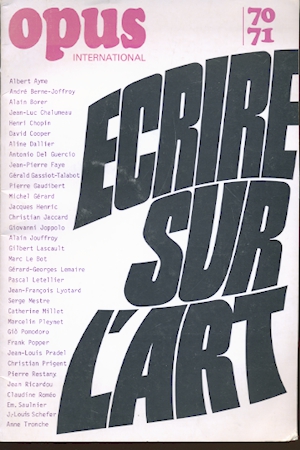 opus
INTERNATIONAL
70
71
ECRIRE
SUR
L'ART
Albert Ayme
André Berne-Joffroy
Alain Borer
Jean-Luc Chalumeau
Henri Chopin
David Cooper
Aline Dallier
Antonio Del Guercio
Jean-Pierre Faye
Gérald Gassiot-Talabot
Pierre Gaudibert
Michel Gérard
Jacques Henric
Christian Jaccard
Giovanni Joppolo
Alain Jouffroy
Gilbert Lascault
Marc Le Bot
Gérard-Georges Lemaire
Pascal Letellier
Jean-François Lyotard
Serge Mestre
Catherine Millet
Marcelin Pleynet
Giò Pomodoro
Frank Popper
Jean-Louis Pradel
Christian Prigent
Pierre Restany
Jean Ricardou
Claudine Roméo
Em. Saulnier
J-Louis Schefer
Anne Tronche